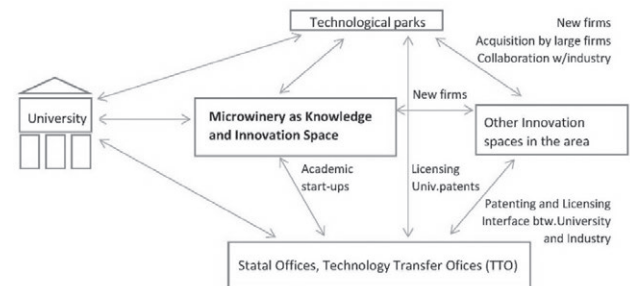 Technological parks
New firms
Acquisition by large firms
Collaboration w/industry
University
Microwinery as Knowledge
and Innovation Space
New firms
Other Innovation
spaces in the area
Academic
start-ups
Licensing
Univ.patents
Patenting and Licensing
Interface btw.University
and Industry
Statal Offices, Technology Transfer Ofices (TTO)